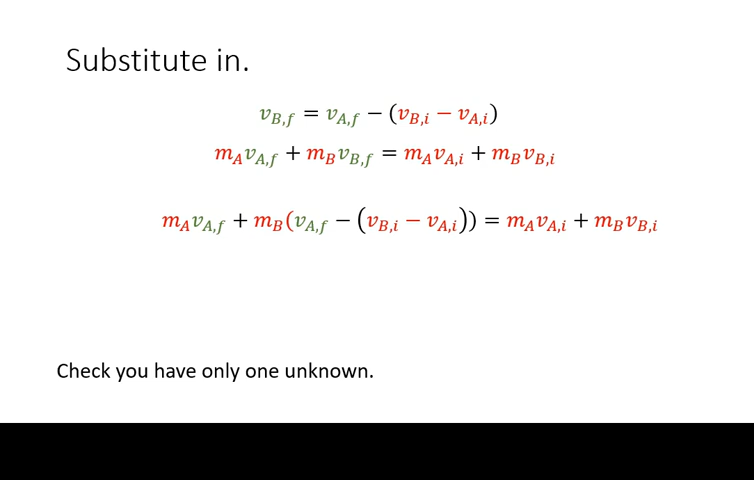 Substitute in.
v_{B,f} = v_{A,f} − (v_{B,i} − v_{A,i})
m_A v_{A,f} + m_B v_{B,f} = m_A v_{A,i} + m_B v_{B,i}
m_A v_{A,f} + m_B(v_{A,f} − (v_{B,i} − v_{A,i})) = m_A v_{A,i} + m_B v_{B,i}
Check you have only one unknown.